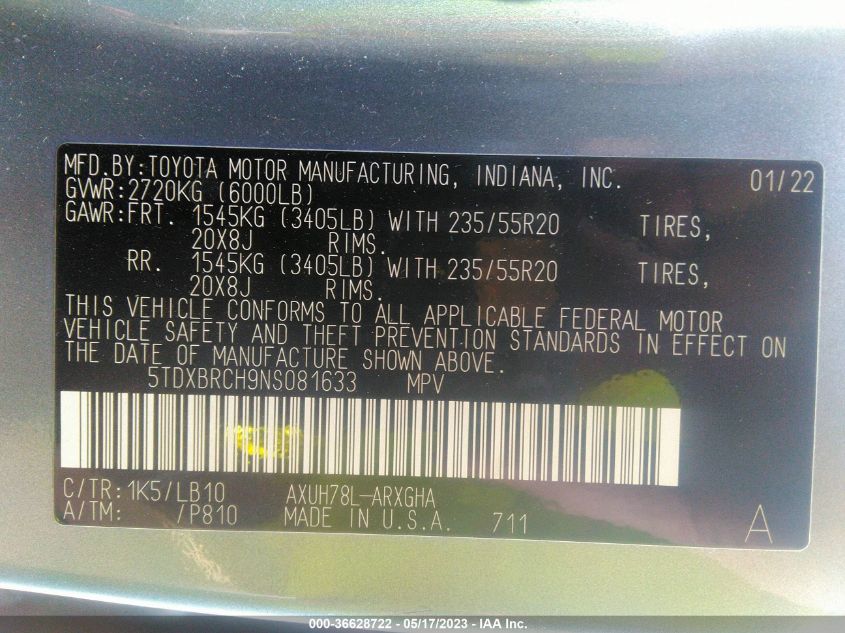 MFD.BY:TOYOTA MOTOR MANUFACTURING, INDIANA, INC. 01/22
GVWR:2720KG (6000LB)
GAWR:FRT. 1545KG (3405LB) WITH 235/55R20 TIRES,
20X8J RIMS.
RR. 1545KG (3405LB) WITH 235/55R20 TIRES,
20X8J RIMS.
THIS VEHICLE CONFORMS TO ALL APPLICABLE FEDERAL MOTOR
VEHICLE SAFETY AND THEFT PREVENTION STANDARDS IN EFFECT ON
THE DATE OF MANUFACTURE SHOWN ABOVE.
5TDXBRCH9NS081633 MPV
C/TR:1K5/LB10 AXUH78L-ARXGHA
A/TM: /P810 MADE IN U.S.A. 711 A
000-36628722 - 05/17/2023 - IAA Inc.